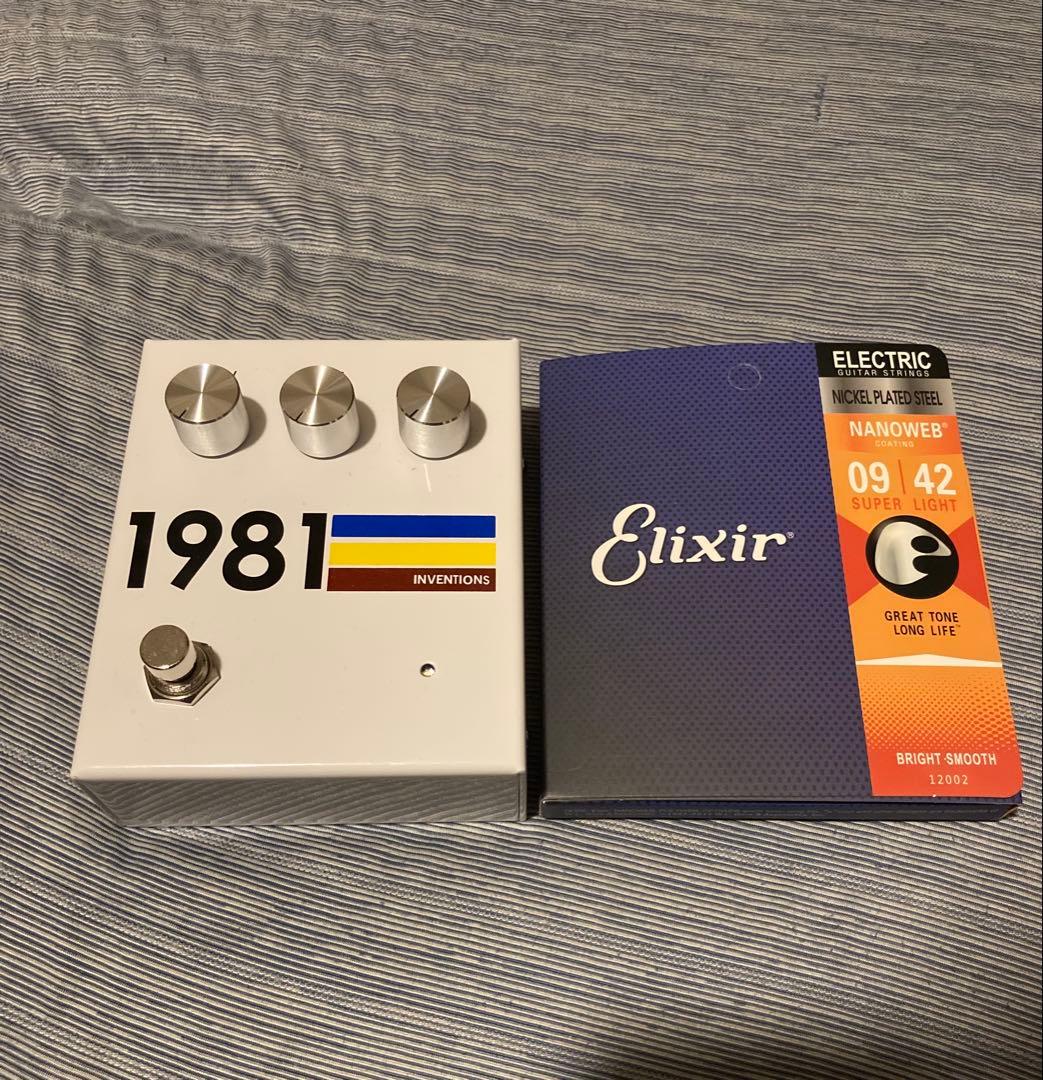 1981
INVENTIONS
ELECTRIC
GUITAR STRINGS
NICKEL PLATED STEEL
NANOWEB®
COATING
09 | 42
SUPER LIGHT
Elixir®
GREAT TONE
LONG LIFE™
BRIGHT·SMOOTH
12002